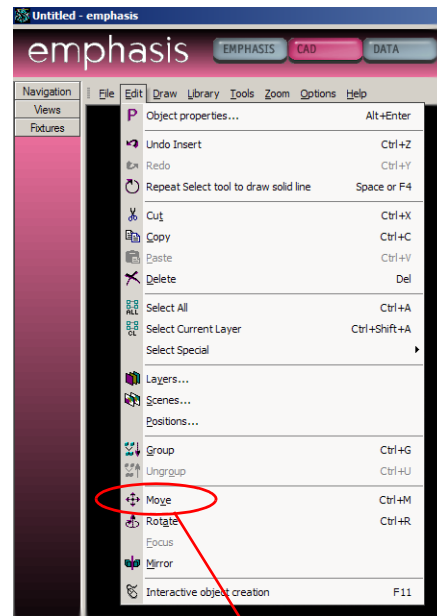 Untitled - emphasis
emphasis EMPHASIS CAD DATA
Navigation File Edit Draw Library Tools Zoom Options Help
Views
Fixtures
P Object properties... Alt+Enter
Undo Insert Ctrl+Z
Redo Ctrl+Y
Repeat Select tool to draw solid line Space or F4
Cut Ctrl+X
Copy Ctrl+C
Paste Ctrl+V
Delete Del
ALL Select All Ctrl+A
CL Select Current Layer Ctrl+Shift+A
Select Special
Layers...
Scenes...
Positions...
Group Ctrl+G
Ungroup Ctrl+U
Move Ctrl+M
Rotate Ctrl+R
Focus
Mirror
Interactive object creation F11